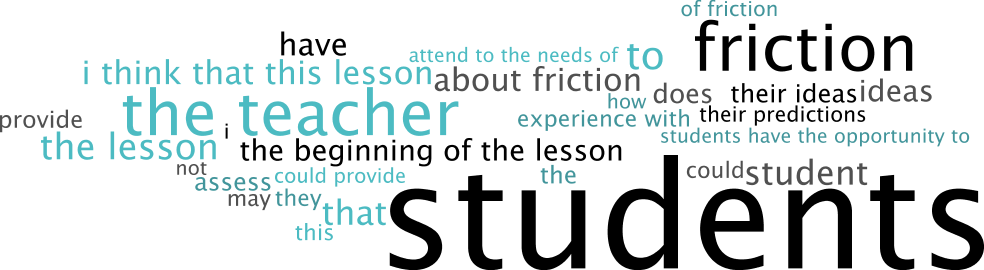 of friction
friction
have
attend to the needs of
to
i think that this lesson
about friction
how
does
their ideas
ideas
provide
the teacher
i
experience with
their predictions
students have the opportunity to
the lesson
the beginning of the lesson
not
assess
could provide
the
could
student
may
they
that
this
students